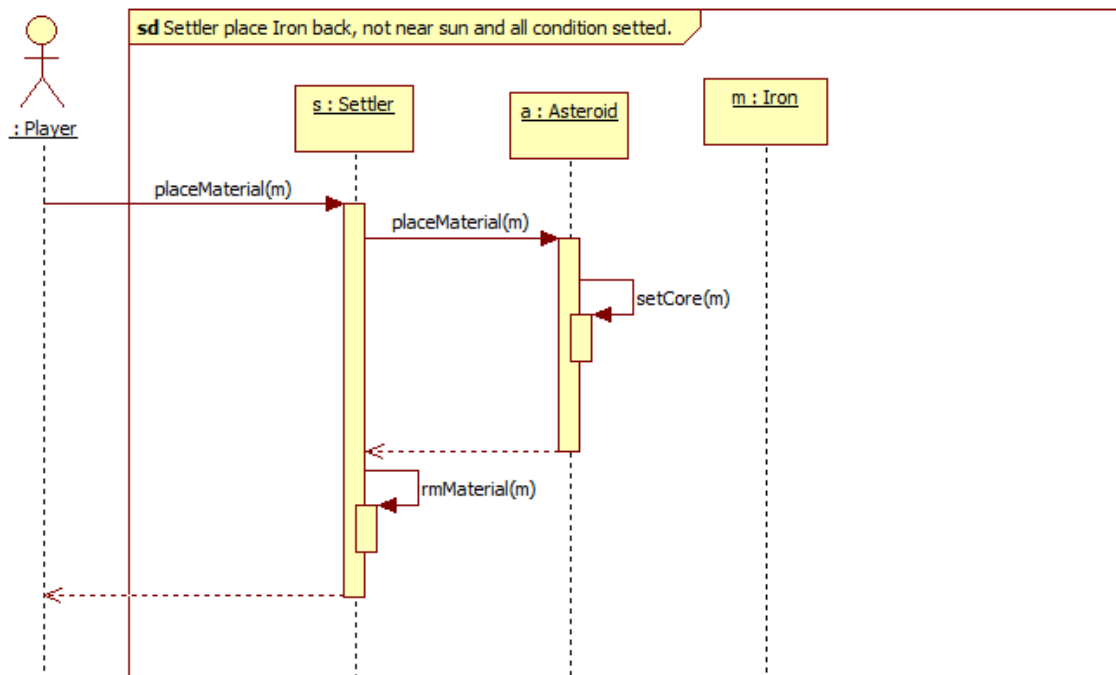 sd Settler place Iron back, not near sun and all condition setted.
: Player
s : Settler
a : Asteroid
m : Iron
placeMaterial(m)
placeMaterial(m)
setCore(m)
rmMaterial(m)